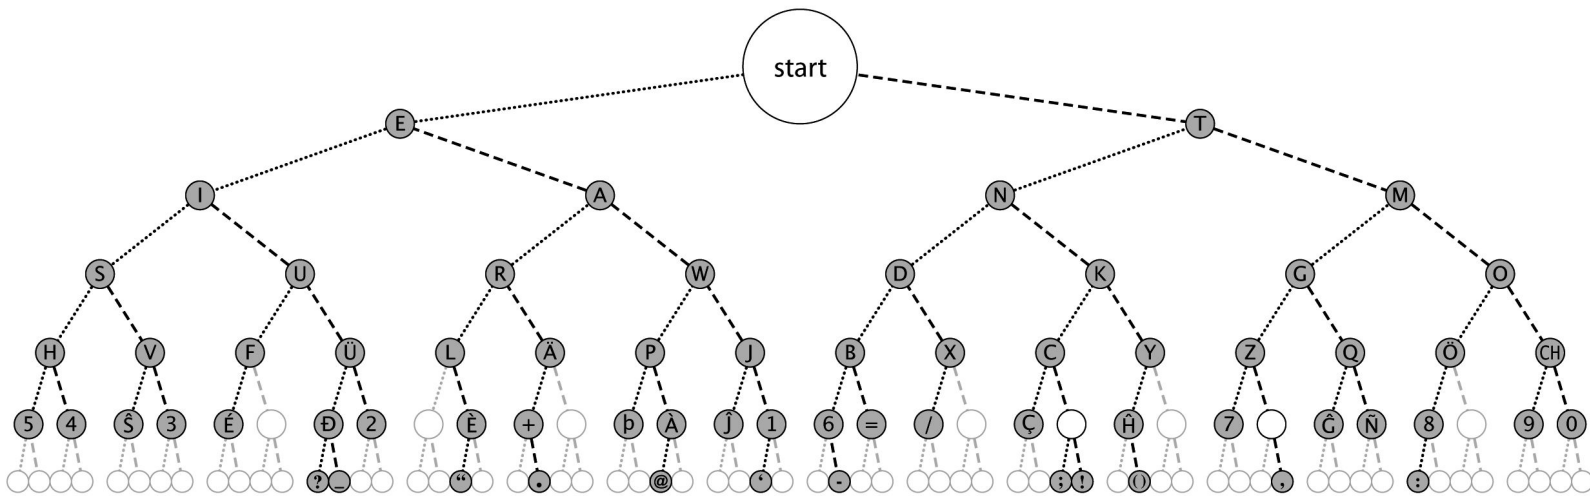 start
E T
I A N M
S U R W D K G O
H V F Ü L Ä P J B X C Y Z Q Ö CH
5 4 Ŝ 3 É Đ 2 È + þ À Ĵ 1 6 = / Ç Ĥ 7 Ĝ Ñ 8 9 0
? _ “ . @ ‘ - ; ! () , :